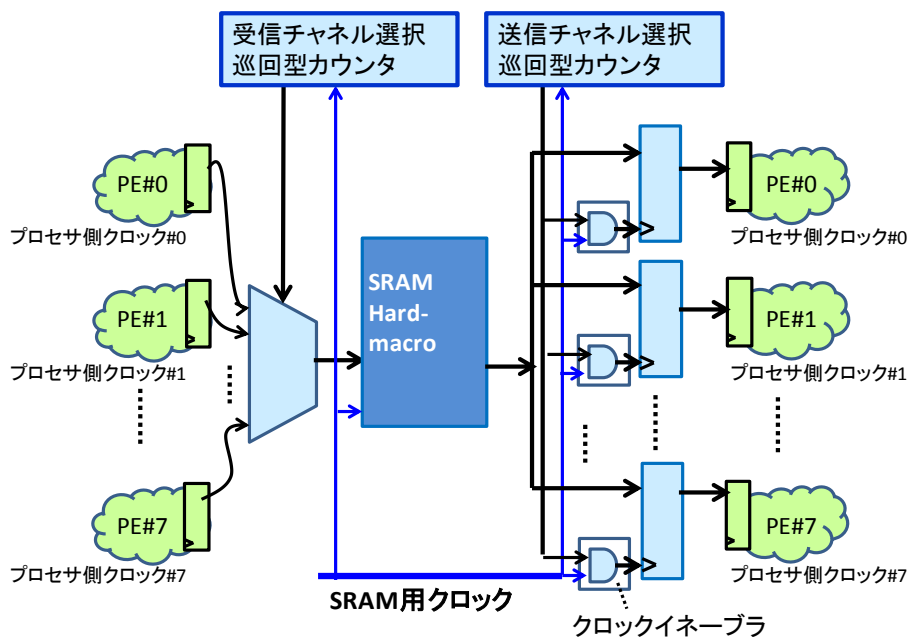 受信チャネル選択
巡回型カウンタ
送信チャネル選択
巡回型カウンタ
PE#0
プロセサ側クロック#0
PE#1
プロセサ側クロック#1
PE#7
プロセサ側クロック#7
SRAM
Hard-
macro
PE#0
プロセサ側クロック#0
PE#1
プロセサ側クロック#1
PE#7
プロセサ側クロック#7
SRAM用クロック
クロックイネーブラ